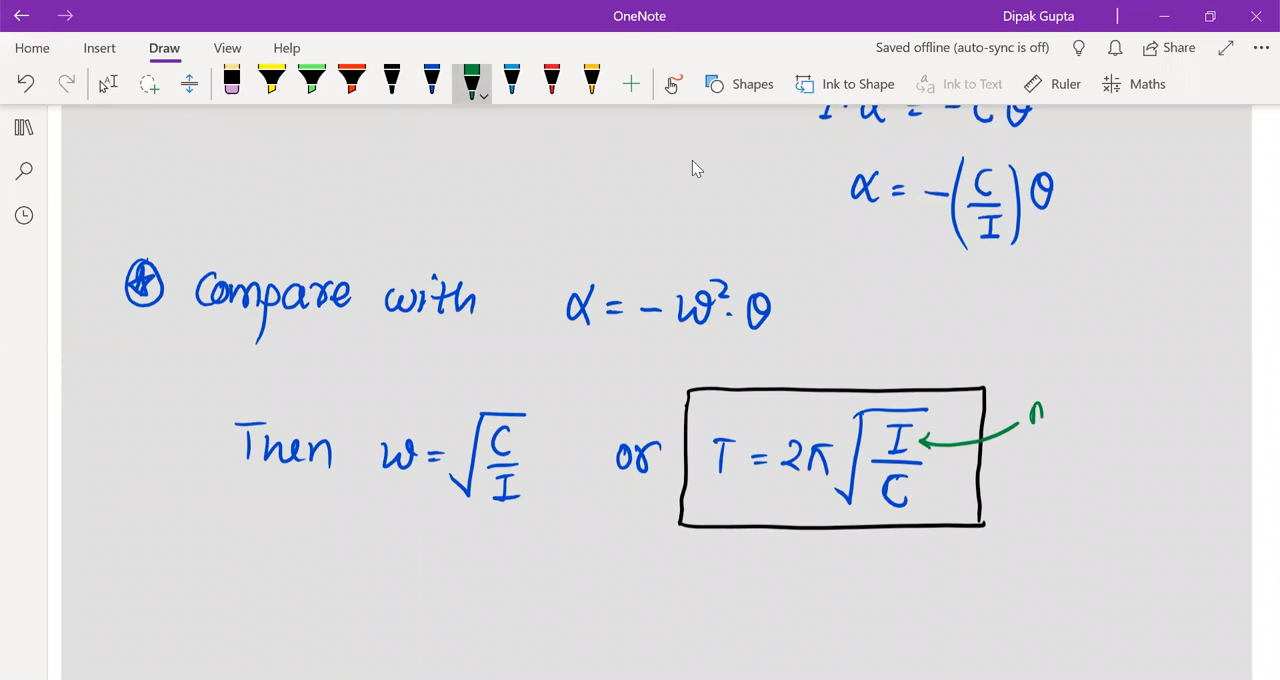 OneNote
Dipak Gupta
Home Insert Draw View Help
Saved offline (auto-sync is off)
Share
Shapes
Ink to Shape
Ink to Text
Ruler
Maths
I·α = -Cθ
α = -(C/I)θ
Compare with α = -ω²·θ
Then ω = √(C/I) or T = 2π√(I/C)